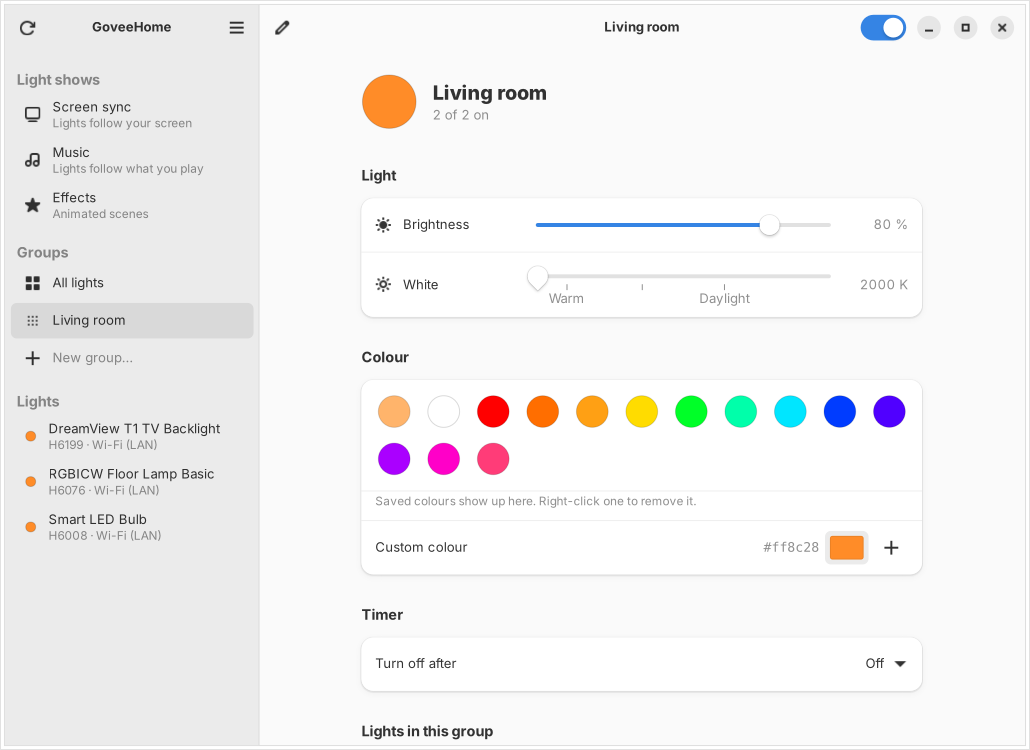 GoveeHome
Living room
Light shows
Screen sync
Lights follow your screen
Music
Lights follow what you play
Effects
Animated scenes
Groups
All lights
Living room
New group...
Lights
DreamView T1 TV Backlight
H6199 · Wi-Fi (LAN)
RGBICW Floor Lamp Basic
H6076 · Wi-Fi (LAN)
Smart LED Bulb
H6008 · Wi-Fi (LAN)
Living room
2 of 2 on
Light
Brightness 80 %
White 2000 K
Warm Daylight
Colour
Saved colours show up here. Right-click one to remove it.
Custom colour #ff8c28
Timer
Turn off after Off
Lights in this group